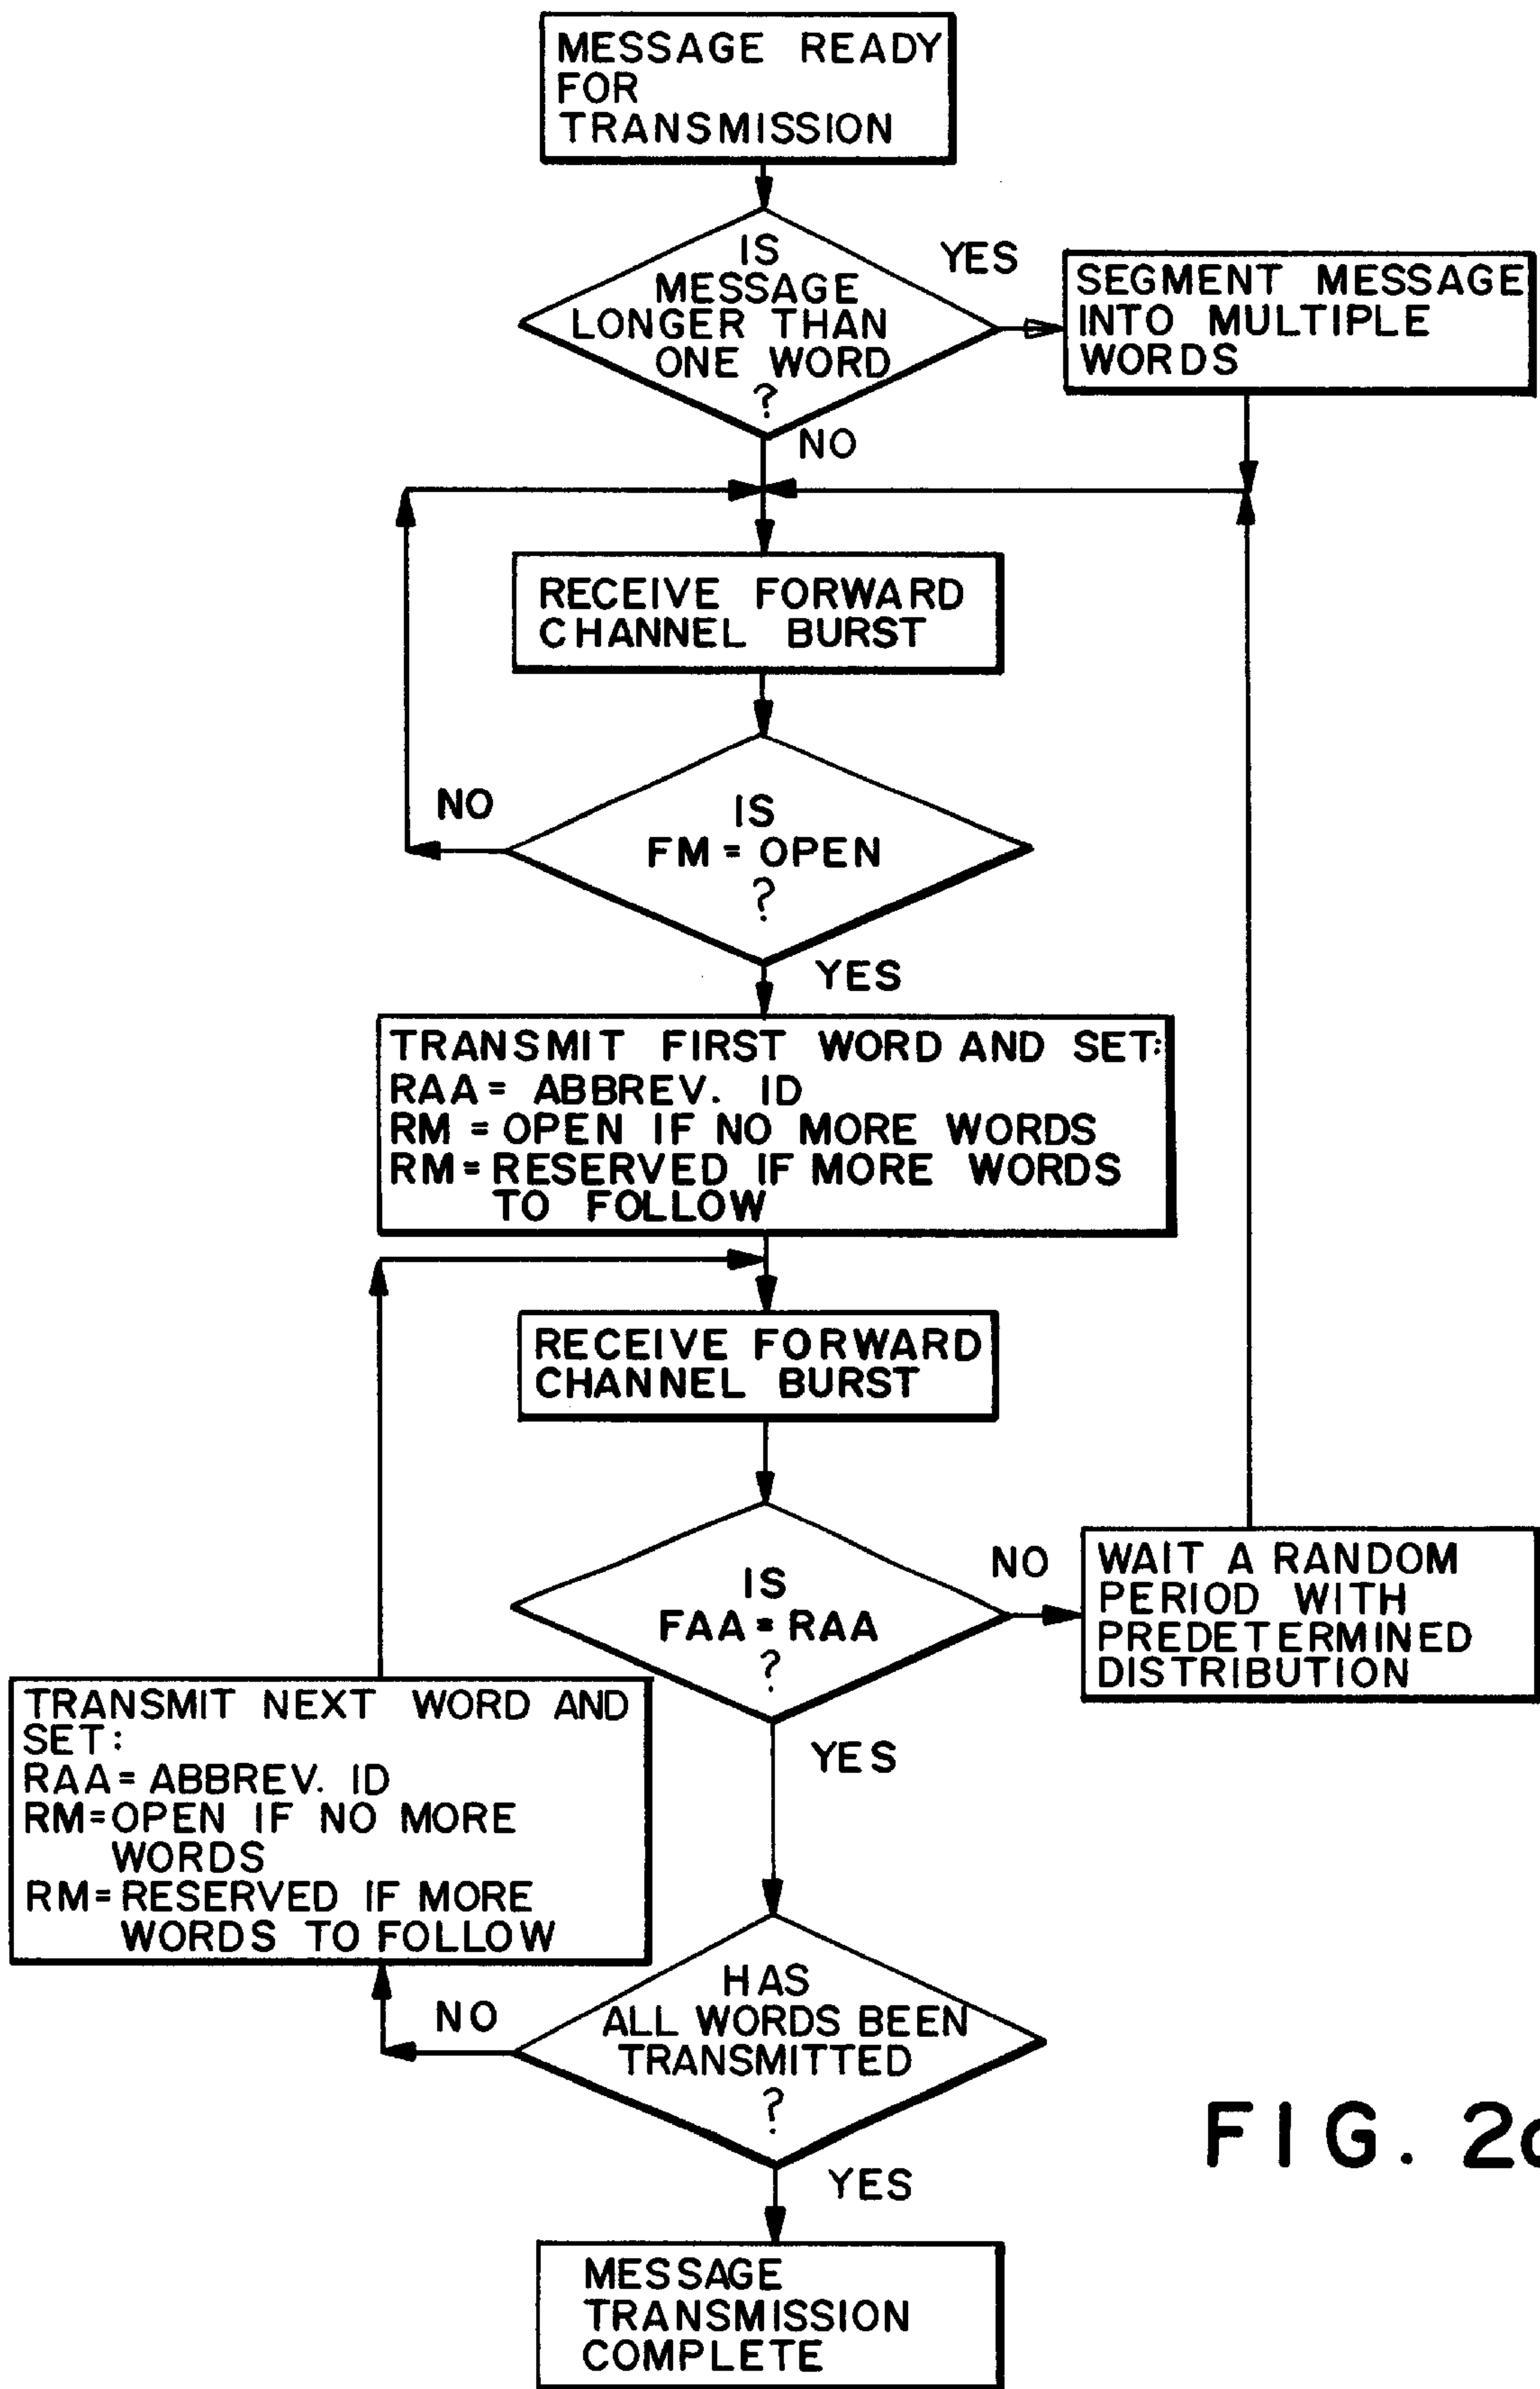 MESSAGE READY
FOR
TRANSMISSION
IS
MESSAGE
LONGER THAN
ONE WORD
?
YES
SEGMENT MESSAGE
INTO MULTIPLE
WORDS
NO
RECEIVE FORWARD
CHANNEL BURST
NO
IS
FM = OPEN
?
YES
TRANSMIT FIRST WORD AND SET:
RAA = ABBREV. ID
RM = OPEN IF NO MORE WORDS
RM = RESERVED IF MORE WORDS
TO FOLLOW
RECEIVE FORWARD
CHANNEL BURST
IS
FAA = RAA
?
NO
WAIT A RANDOM
PERIOD WITH
PREDETERMINED
DISTRIBUTION
YES
TRANSMIT NEXT WORD AND
SET:
RAA = ABBREV. ID
RM = OPEN IF NO MORE
WORDS
RM = RESERVED IF MORE
WORDS TO FOLLOW
NO
HAS
ALL WORDS BEEN
TRANSMITTED
?
YES
MESSAGE
TRANSMISSION
COMPLETE
FIG.